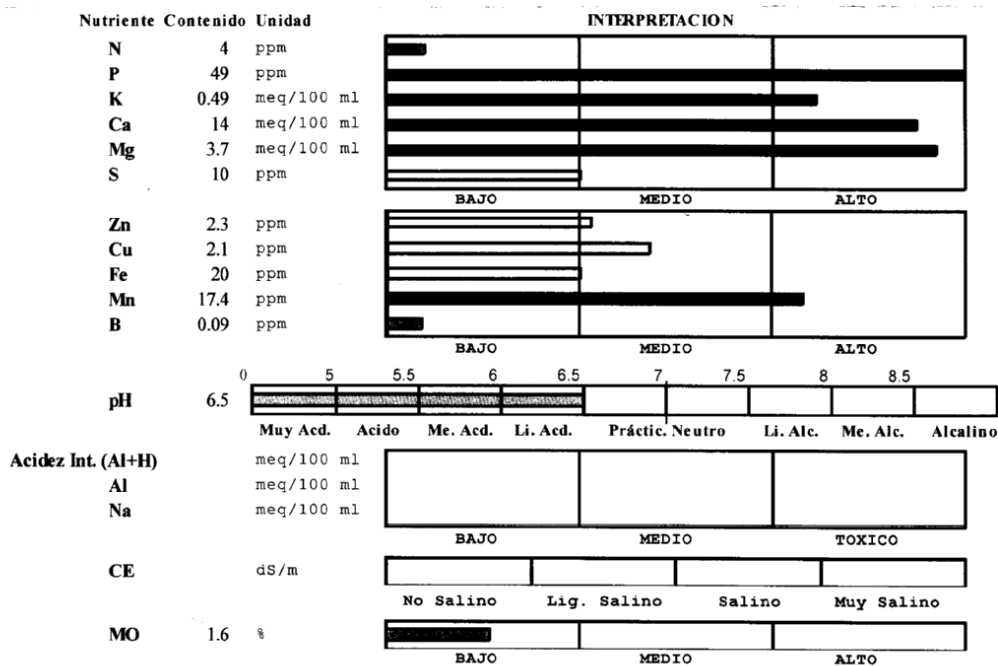 Nutriente Contenido Unidad INTERPRETACION
N 4 ppm
P 49 ppm
K 0.49 meq/100 ml
Ca 14 meq/100 ml
Mg 3.7 meq/100 ml
S 10 ppm
BAJO MEDIO ALTO
Zn 2.3 ppm
Cu 2.1 ppm
Fe 20 ppm
Mn 17.4 ppm
B 0.09 ppm
BAJO MEDIO ALTO
0 5 5.5 6 6.5 7 7.5 8 8.5
pH 6.5
Muy Acd. Acido Me. Acd. Li. Acd. Práctic. Neutro Li. Alc. Me. Alc. Alcalino
Acidez Int. (Al+H) meq/100 ml
Al meq/100 ml
Na meq/100 ml
BAJO MEDIO TOXICO
CE dS/m
No Salino Lig. Salino Salino Muy Salino
MO 1.6 %
BAJO MEDIO ALTO